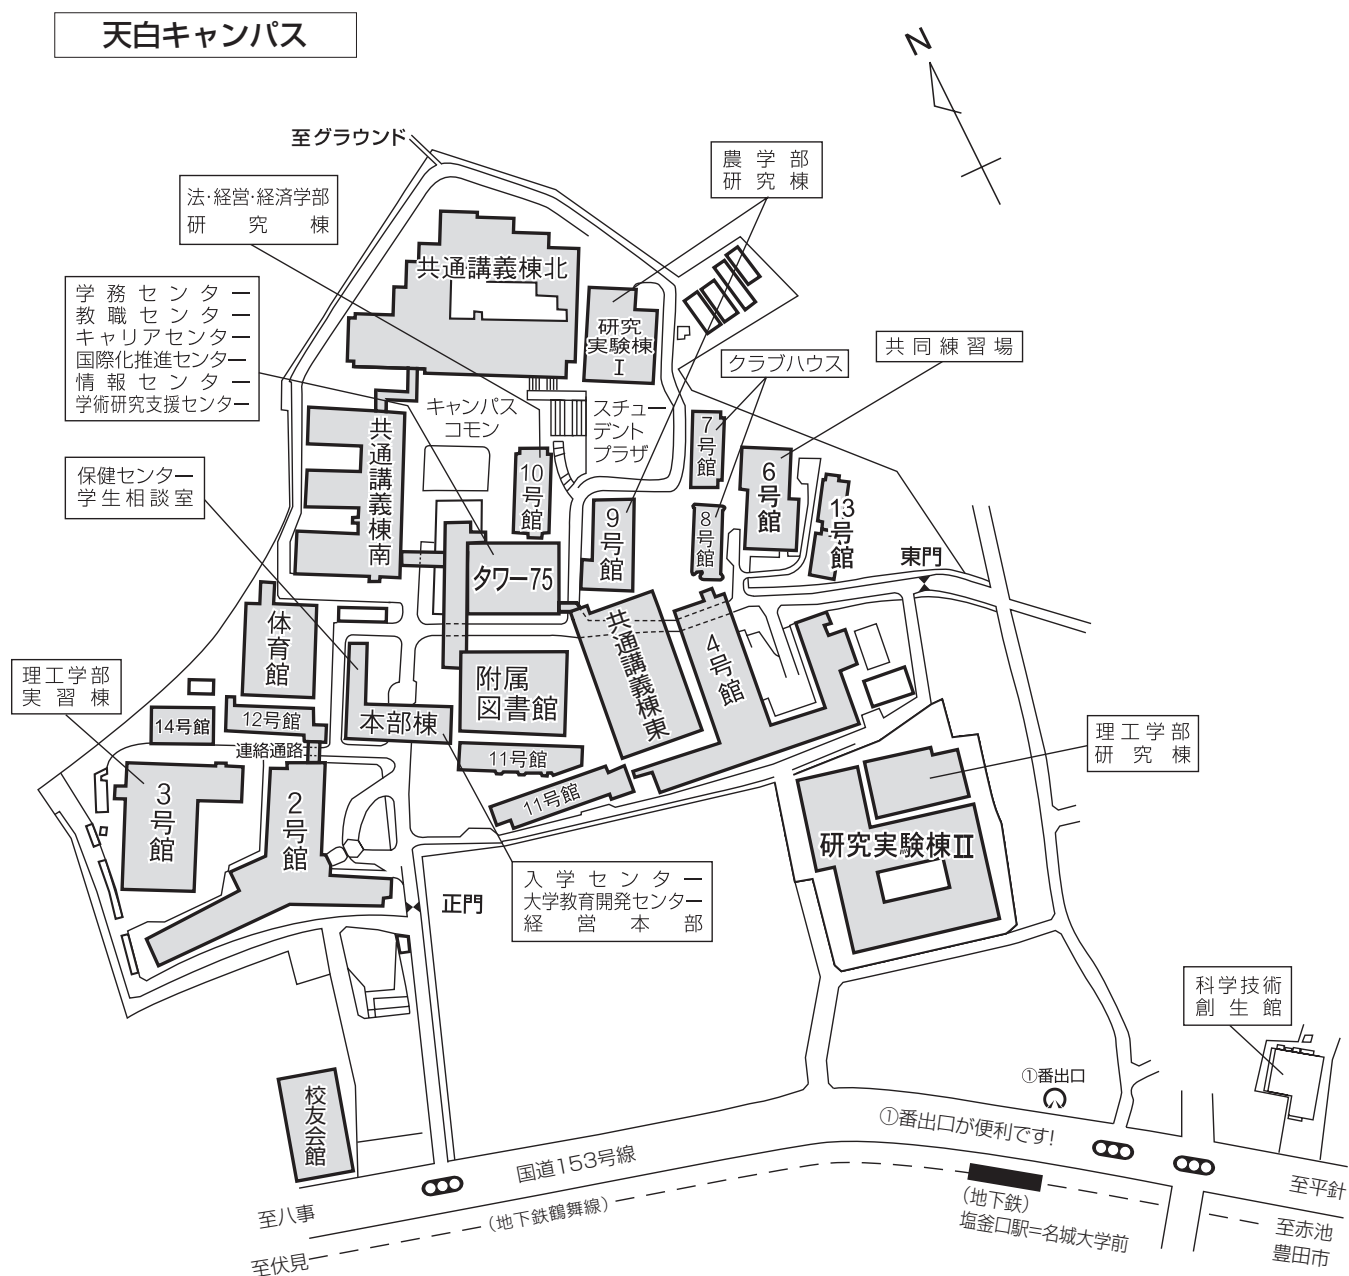 天白キャンパス
N
至グラウンド
農学部
研究棟
法・経営・経済学部
研究棟
共通講義棟北
学務センター
教職センター
キャリアセンター
国際化推進センター
情報センター
学術研究支援センター
研究
実験棟
I
共同練習場
クラブハウス
キャンパス
コモン
スチュー
デント
プラザ
共通講義棟南
7号館
保健センター
学生相談室
10号館
6号館
9号館
8号館
13号館
東門
タワー75
体育館
共通講義棟東
4号館
理工学部
実習棟
附属
図書館
14号館
12号館
本部棟
連絡通路
11号館
理工学部
研究棟
3号館
2号館
11号館
研究実験棟Ⅱ
入学センター
大学教育開発センター
経営本部
正門
科学技術
創生館
①番出口
校友会館
①番出口が便利です!
国道153号線
至八事
(地下鉄鶴舞線)
至伏見
(地下鉄)
塩釜口駅=名城大学前
至平針
至赤池
豊田市